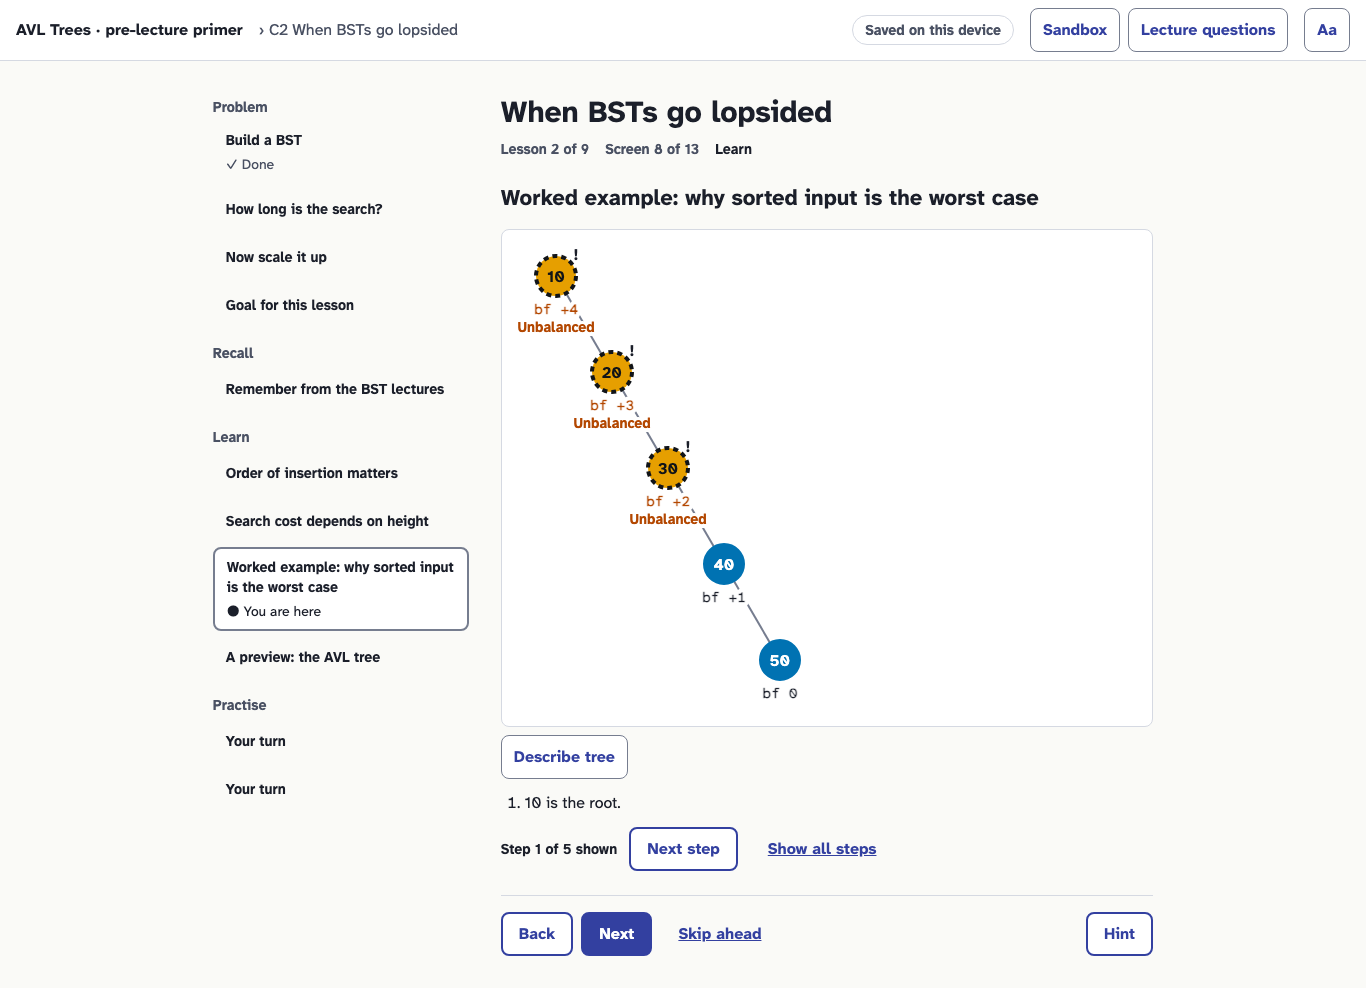 AVL Trees · pre-lecture primer › C2 When BSTs go lopsided
Saved on this device
Sandbox
Lecture questions
Aa
Problem
Build a BST
✓ Done
How long is the search?
Now scale it up
Goal for this lesson
Recall
Remember from the BST lectures
Learn
Order of insertion matters
Search cost depends on height
Worked example: why sorted input
is the worst case
● You are here
A preview: the AVL tree
Practise
Your turn
Your turn
When BSTs go lopsided
Lesson 2 of 9 Screen 8 of 13 Learn
Worked example: why sorted input is the worst case
!
10
bf +4
Unbalanced
!
20
bf +3
Unbalanced
!
30
bf +2
Unbalanced
40
bf +1
50
bf 0
Describe tree
1. 10 is the root.
Step 1 of 5 shown
Next step
Show all steps
Back
Next
Skip ahead
Hint